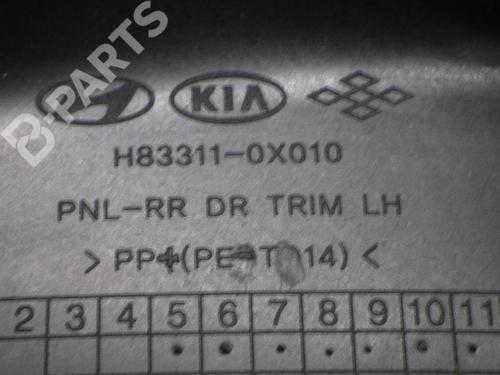 B-PARTS
KIA
H83311-0X010
PNL-RR DR TRIM LH
2 3 4 5 6 7 8 9 10 11